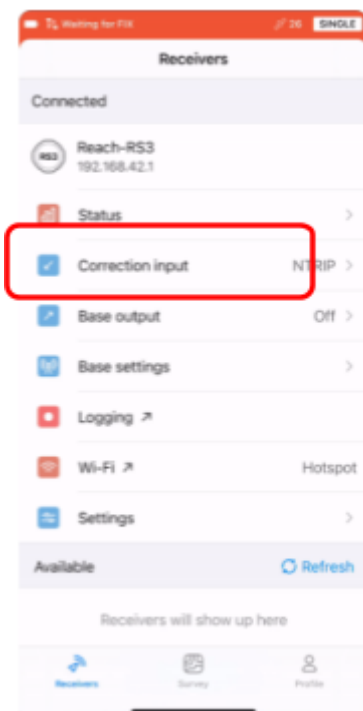 Waiting for FIX 26 SINGLE
Receivers
Connected
RS3
Reach-RS3
192.168.42.1
Status
Correction input NTRIP
Base output Off
Base settings
Logging
Wi-Fi Hotspot
Settings
Available Refresh
Receivers will show up here
Receivers Survey Profile